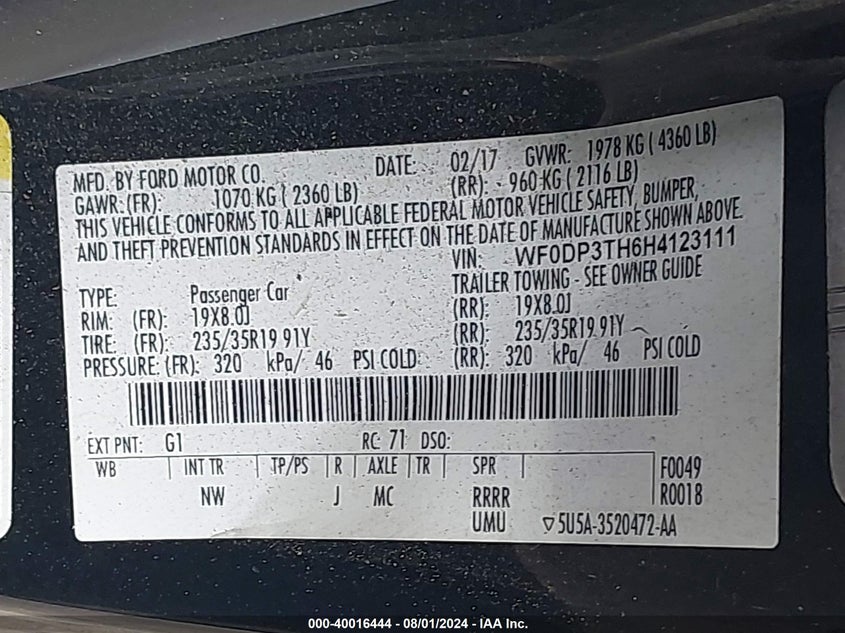 MFD. BY FORD MOTOR CO. DATE: 02/17 GVWR: 1978 KG ( 4360 LB)
GAWR:(FR): 1070 KG ( 2360 LB) (RR): 960 KG ( 2116 LB)
THIS VEHICLE CONFORMS TO ALL APPLICABLE FEDERAL MOTOR VEHICLE SAFETY, BUMPER,
AND THEFT PREVENTION STANDARDS IN EFFECT ON THE DATE OF MANUFACTURE SHOWN ABOVE.
VIN: WF0DP3TH6H4123111
TYPE: Passenger Car TRAILER TOWING - SEE OWNER GUIDE
RIM: (FR): 19X8.0J (RR): 19X8.0J
TIRE: (FR): 235/35R19 91Y (RR): 235/35R19 91Y
PRESSURE: (FR): 320 kPa/ 46 PSI COLD (RR): 320 kPa/ 46 PSI COLD
EXT PNT: G1 RC: 71 DSO:
WB INT TR TP/PS R AXLE TR SPR F0049
NW J MC RRRR R0018
UMU ▽5U5A-3520472-AA
000-40016444 - 08/01/2024 - IAA Inc.